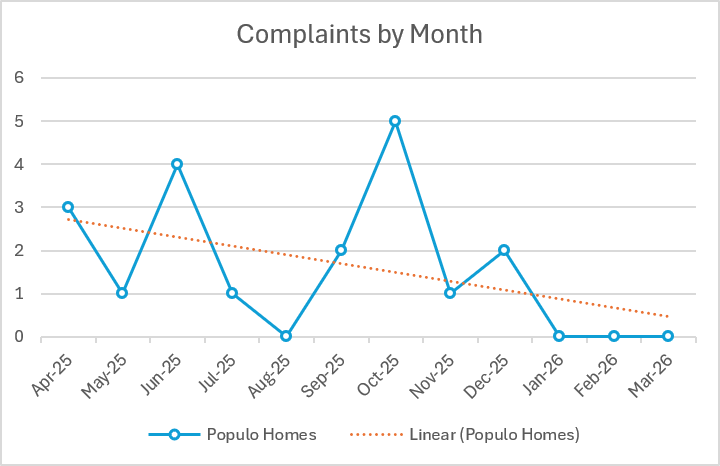 Complaints by Month
6
5
4
3
2
1
0
Apr-25
May-25
Jun-25
Jul-25
Aug-25
Sep-25
Oct-25
Nov-25
Dec-25
Jan-26
Feb-26
Mar-26
Populo Homes
Linear (Populo Homes)